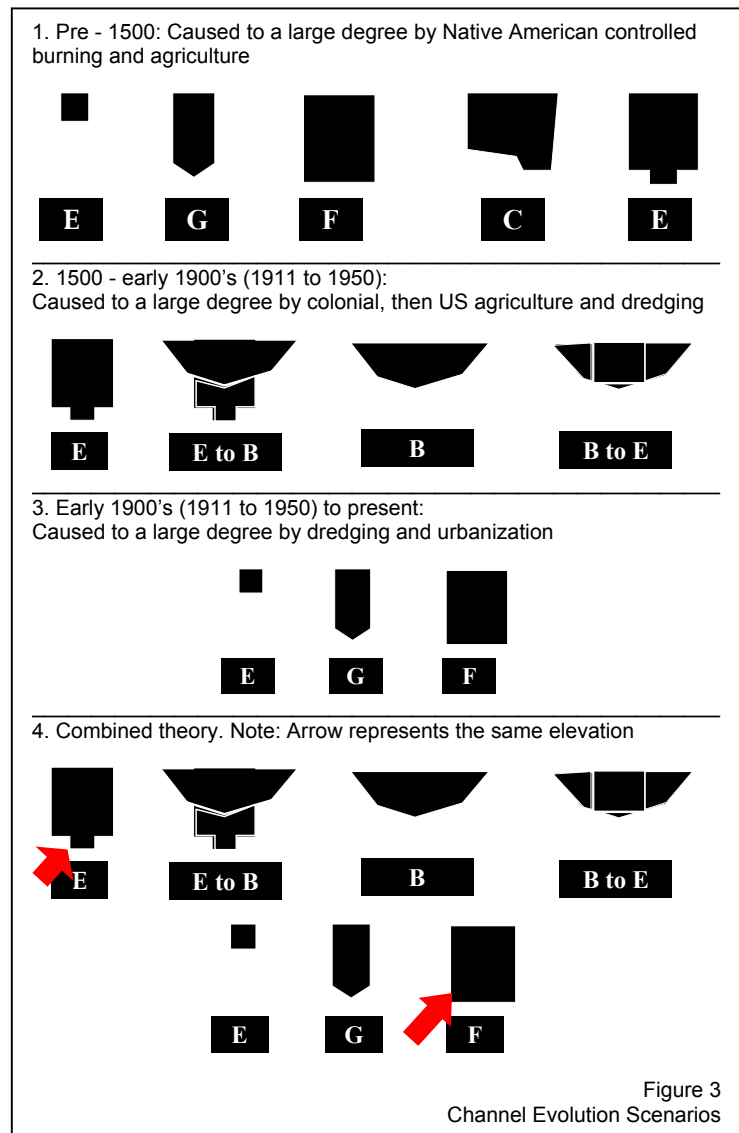 1. Pre - 1500: Caused to a large degree by Native American controlled
burning and agriculture
E G F C E
2. 1500 - early 1900's (1911 to 1950):
Caused to a large degree by colonial, then US agriculture and dredging
E E to B B B to E
3. Early 1900's (1911 to 1950) to present:
Caused to a large degree by dredging and urbanization
E G F
4. Combined theory. Note: Arrow represents the same elevation
E E to B B B to E
E G F
Figure 3
Channel Evolution Scenarios